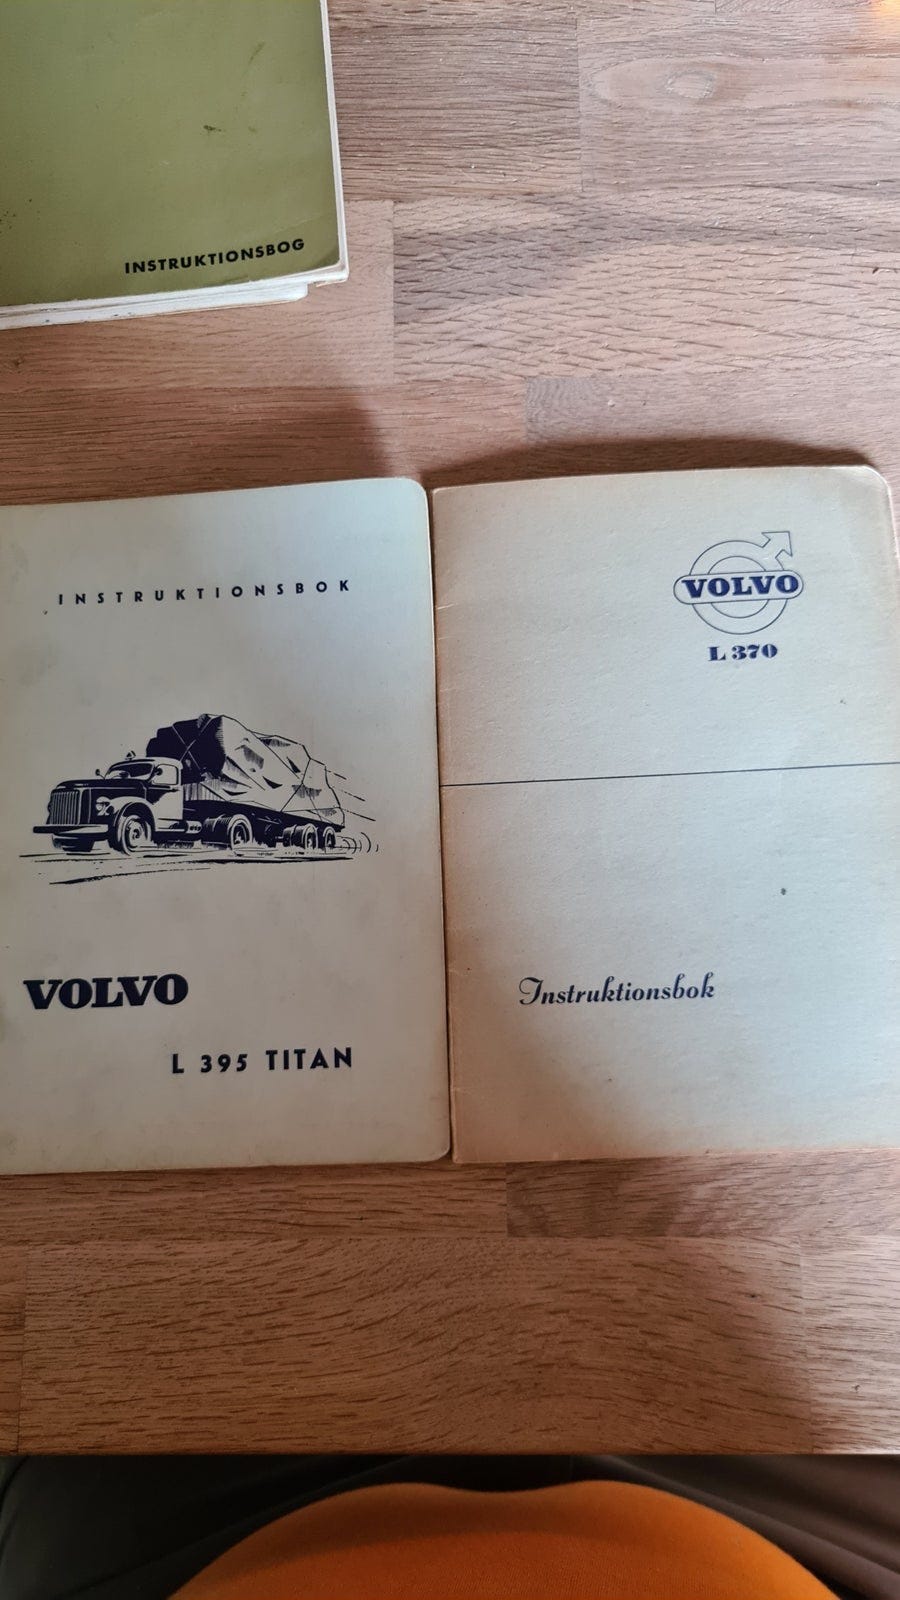 INSTRUKTIONSBOG
INSTRUKTIONSBOK
VOLVO
L 395 TITAN
VOLVO
L 370
Instruktionsbok